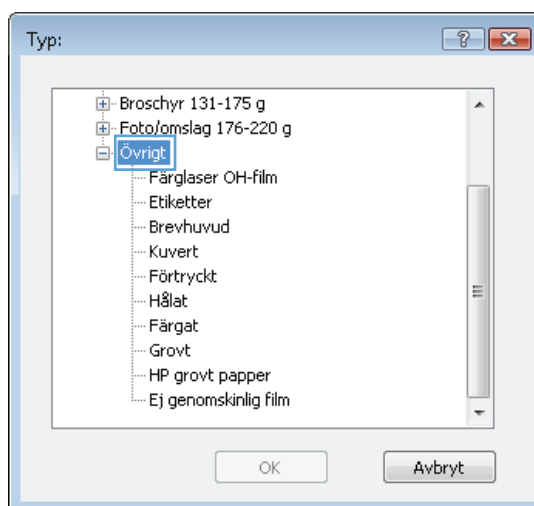 Typ:
Broschyr 131-175 g
Foto/omslag 176-220 g
Övrigt
Färglaser OH-film
Etiketter
Brevhuvud
Kuvert
Förtryckt
Hålat
Färgat
Grovt
HP grovt papper
Ej genomskinlig film
OK
Avbryt